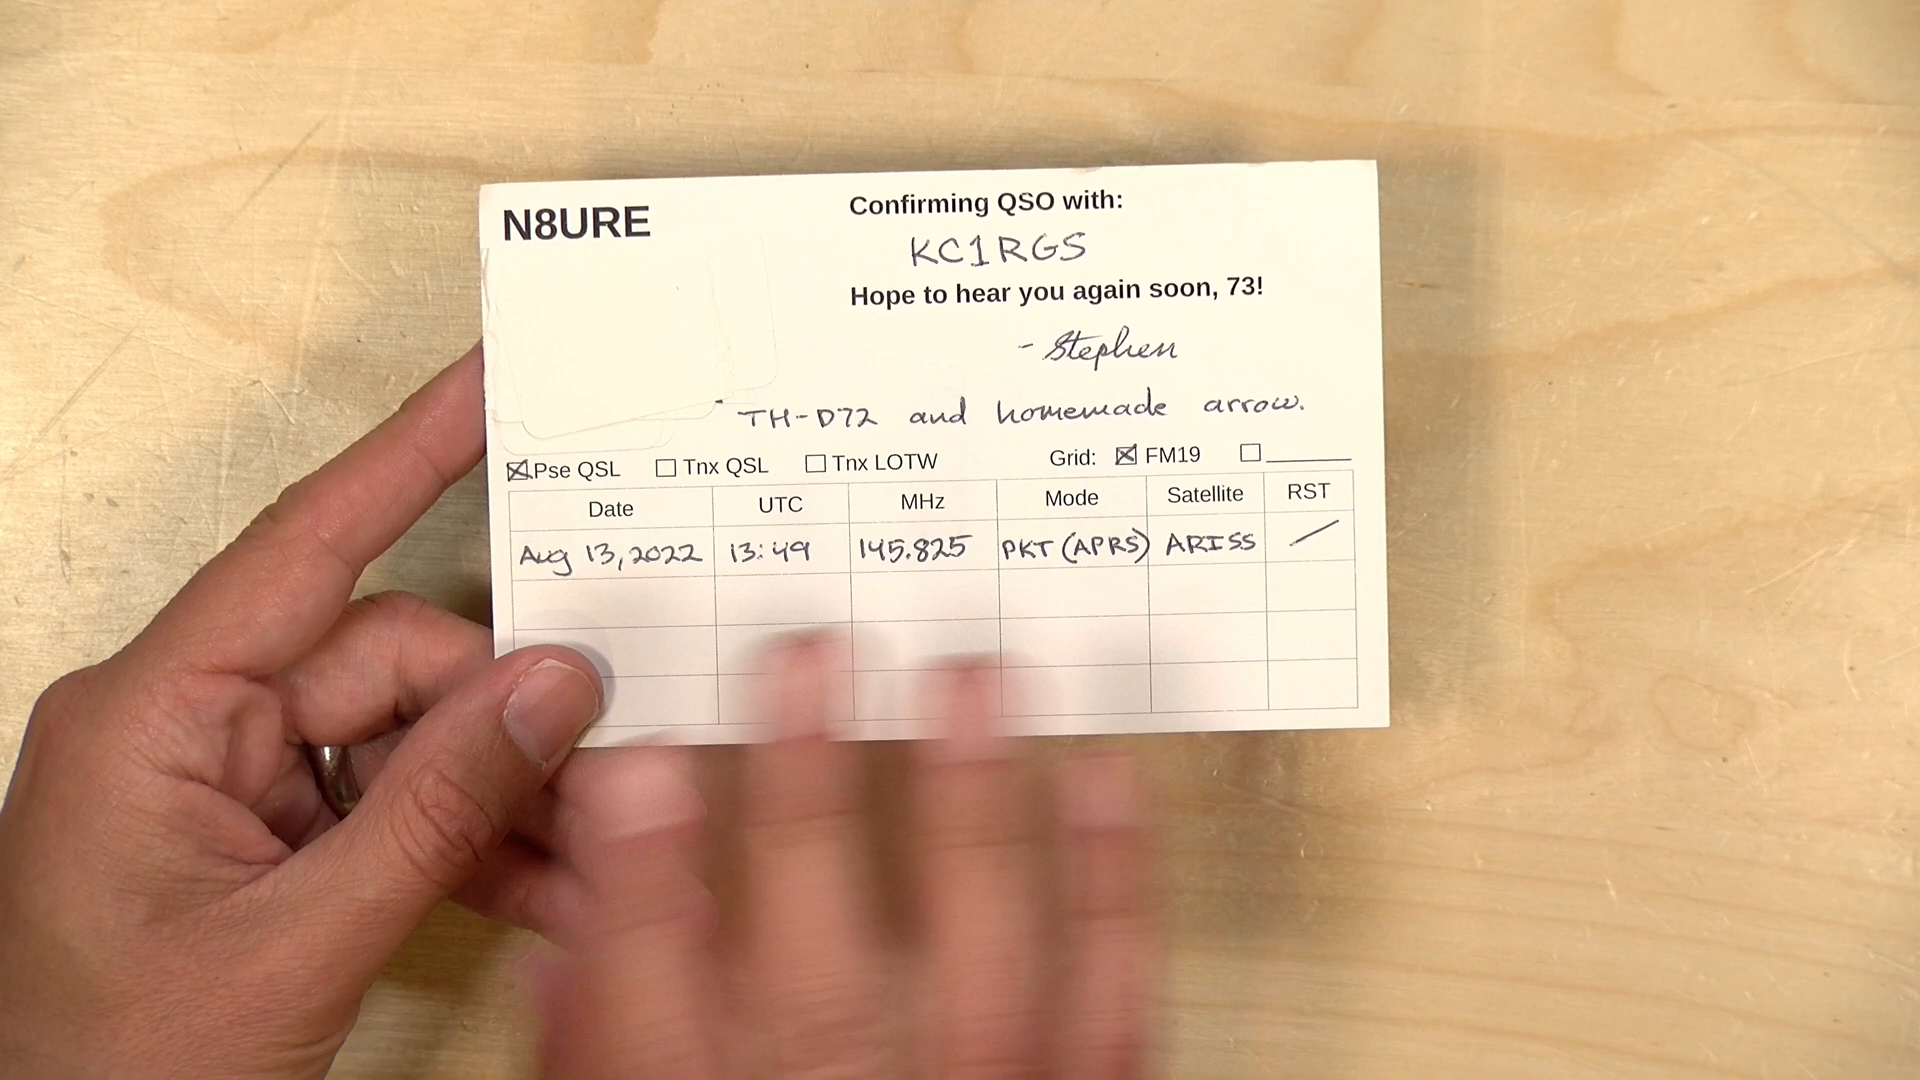 N8URE
Confirming QSO with:
KC1RGS
Hope to hear you again soon, 73!
- Stephen
TH-D72 and homemade arrow.
☒ Pse QSL ☐ Tnx QSL ☐ Tnx LOTW Grid: ☒ FM19 ☐ ______
Date UTC MHz Mode Satellite RST
Aug 13, 2022 13:49 145.825 PKT (APRS) ARISS /